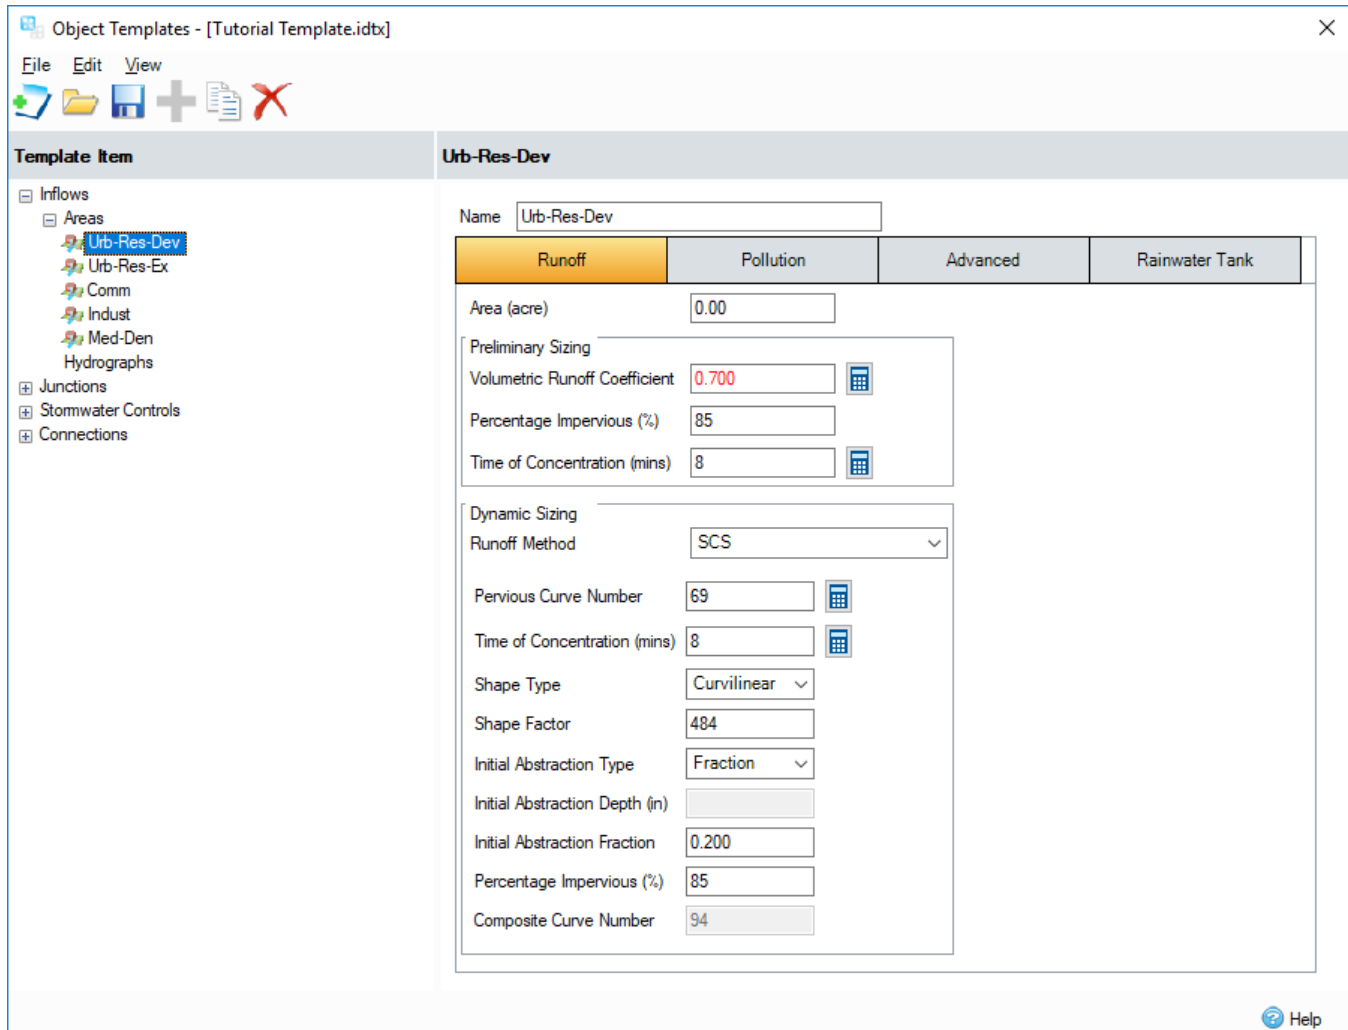 Object Templates - [Tutorial Template.idtx]
File Edit View
Template Item
Urb-Res-Dev
Inflows
Areas
Urb-Res-Dev
Urb-Res-Ex
Comm
Indust
Med-Den
Hydrographs
Junctions
Stormwater Controls
Connections
Name Urb-Res-Dev
Runoff Pollution Advanced Rainwater Tank
Area (acre) 0.00
Preliminary Sizing
Volumetric Runoff Coefficient 0.700
Percentage Impervious (%) 85
Time of Concentration (mins) 8
Dynamic Sizing
Runoff Method SCS
Pervious Curve Number 69
Time of Concentration (mins) 8
Shape Type Curvilinear
Shape Factor 484
Initial Abstraction Type Fraction
Initial Abstraction Depth (in)
Initial Abstraction Fraction 0.200
Percentage Impervious (%) 85
Composite Curve Number 94
Help